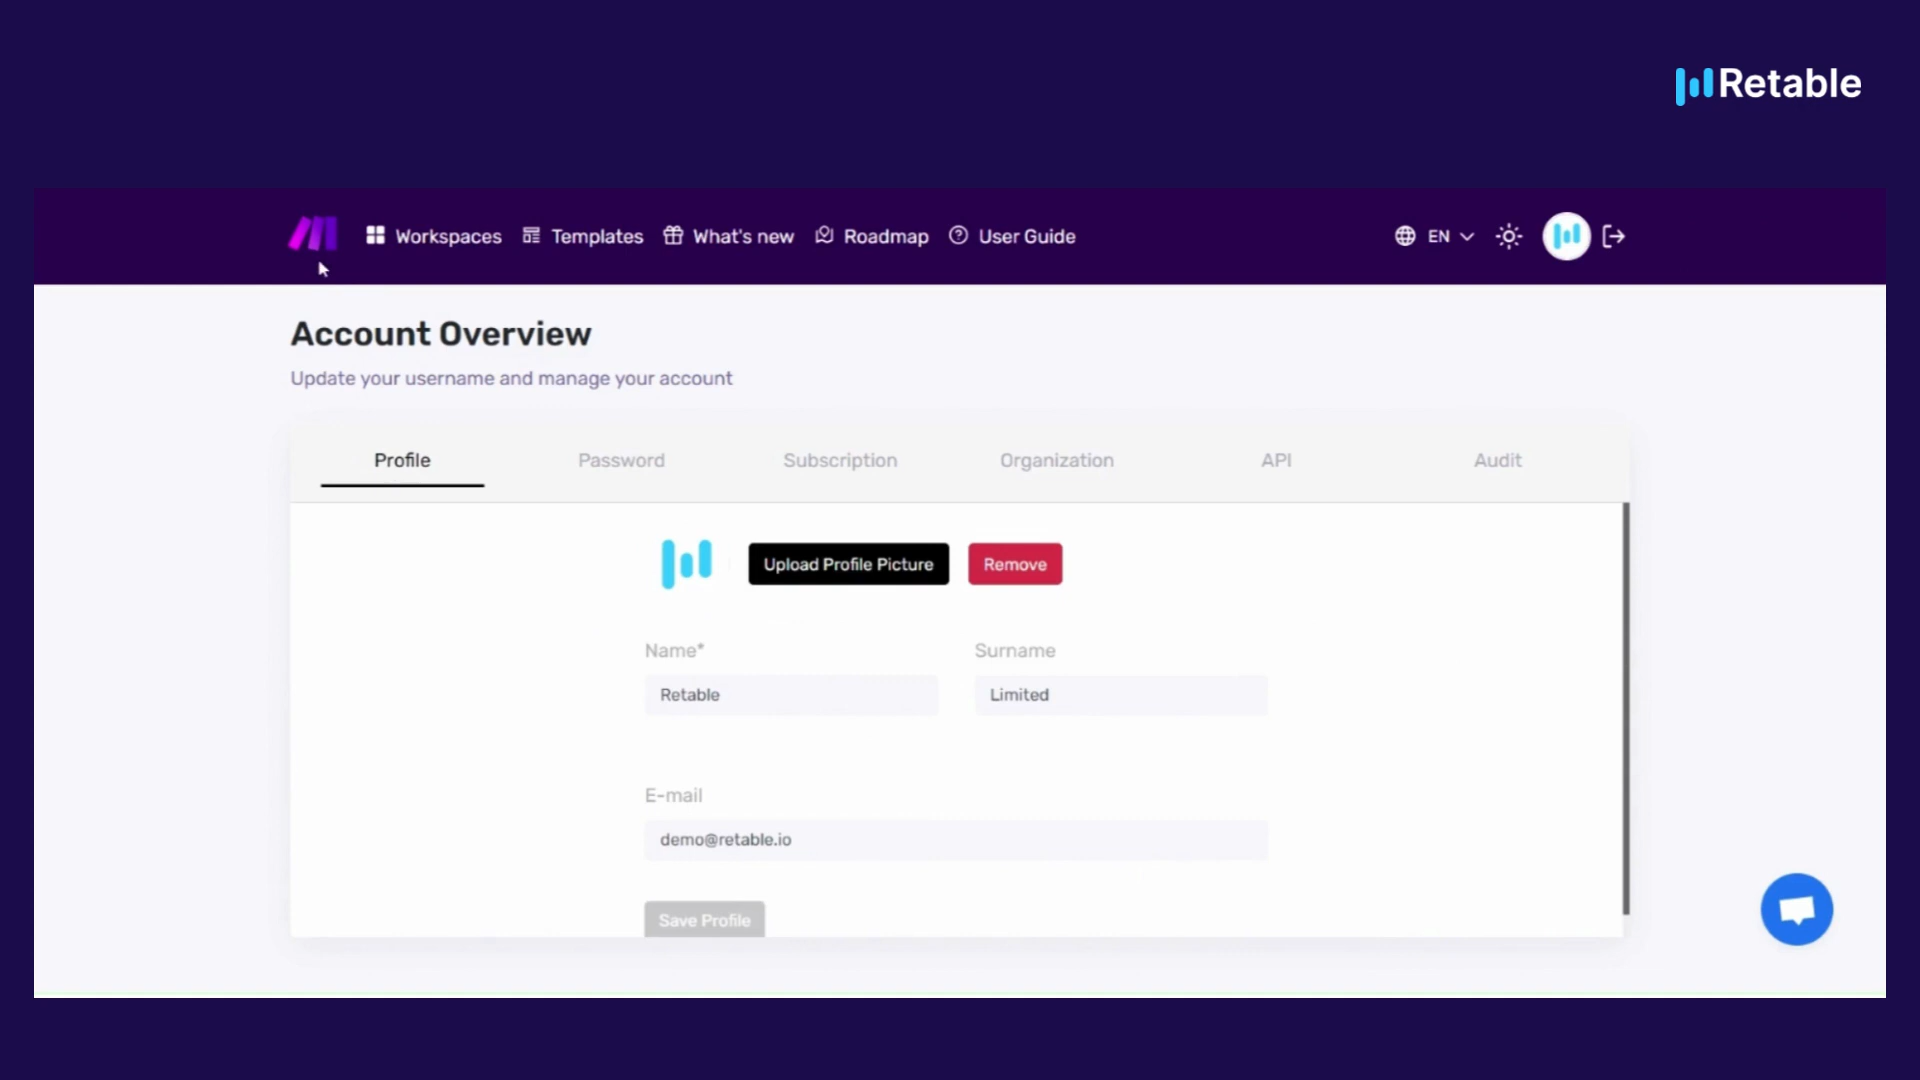 Retable
Workspaces Templates What's new Roadmap User Guide EN
Account Overview
Update your username and manage your account
Profile Password Subscription Organization API Audit
Upload Profile Picture Remove
Name* Surname
Retable Limited
E-mail
demo@retable.io
Save Profile